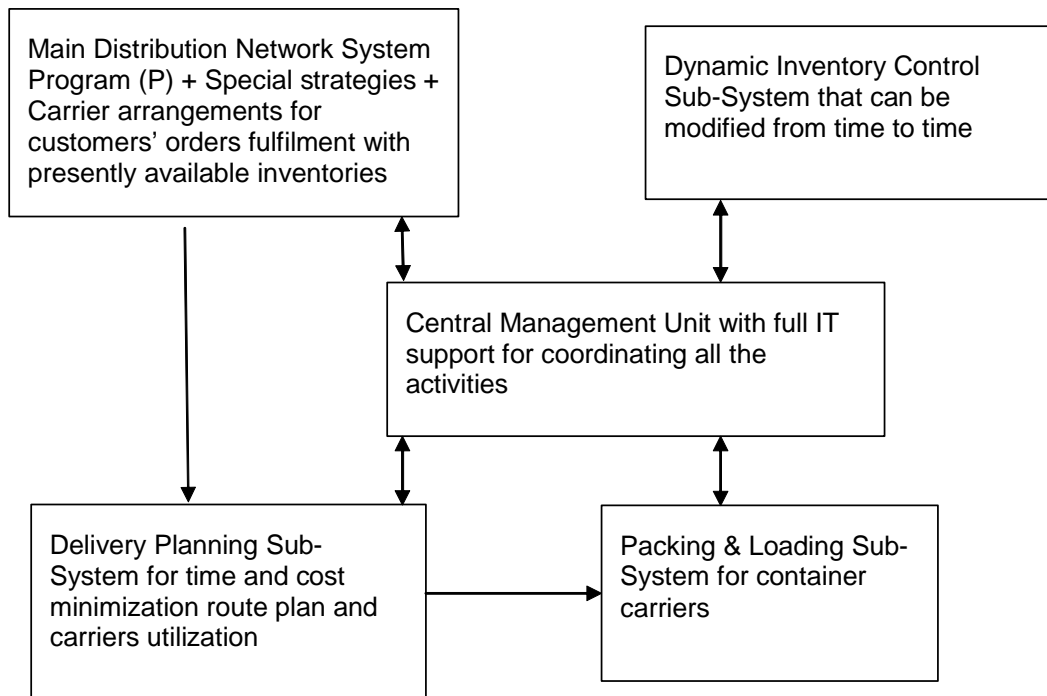 Main Distribution Network System
Program (P) + Special strategies +
Carrier arrangements for
customers’ orders fulfilment with
presently available inventories
Dynamic Inventory Control
Sub-System that can be
modified from time to time
Central Management Unit with full IT
support for coordinating all the
activities
Delivery Planning Sub-
System for time and cost
minimization route plan and
carriers utilization
Packing & Loading Sub-
System for container
carriers